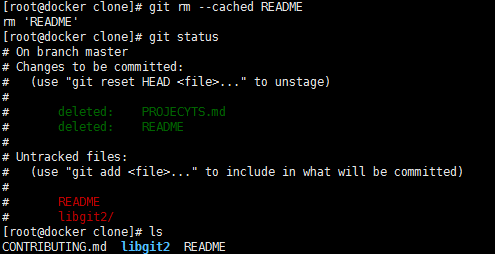 [root@docker clone]# git rm --cached README
rm 'README'
[root@docker clone]# git status
# On branch master
# Changes to be committed:
#   (use "git reset HEAD <file>..." to unstage)
#
#       deleted:    PROJECYTS.md
#       deleted:    README
#
# Untracked files:
#   (use "git add <file>..." to include in what will be committed)
#
#       README
#       libgit2/
[root@docker clone]# ls
CONTRIBUTING.md  libgit2  README